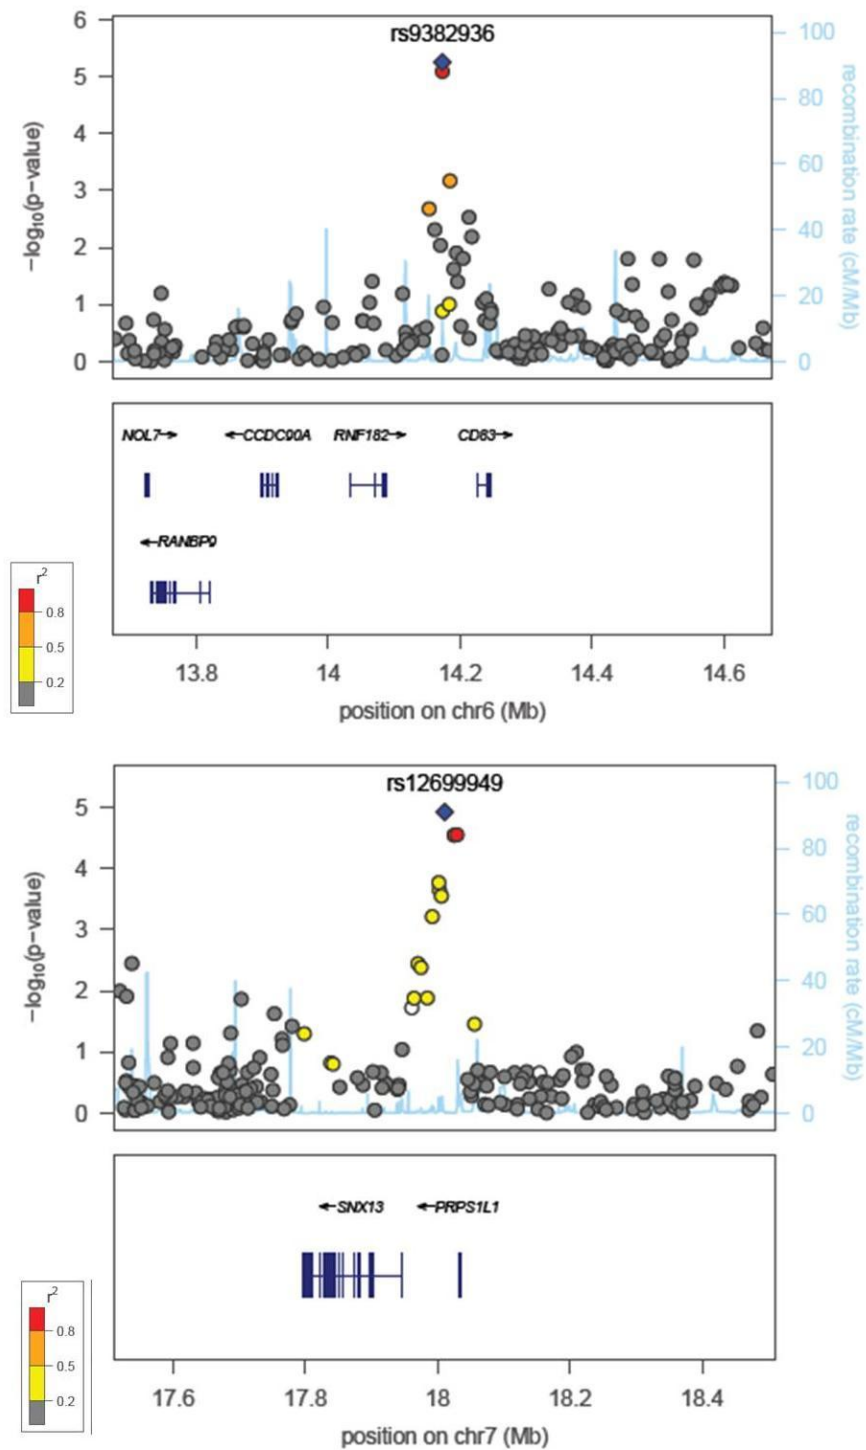 rs9382936
6
5
4
3
2
1
0
−log10(p−value)
100
80
60
40
20
0
recombination rate (cM/Mb)
NOL7→
←CCDC90A
RNF182→
CD83→
←RANBP9
r2
0.8
0.5
0.2
13.8
14
14.2
14.4
14.6
position on chr6 (Mb)
rs12699949
5
4
3
2
1
0
−log10(p−value)
100
80
60
40
20
0
recombination rate (cM/Mb)
←SNX13
←PRPS1L1
r2
0.8
0.5
0.2
17.6
17.8
18
18.2
18.4
position on chr7 (Mb)